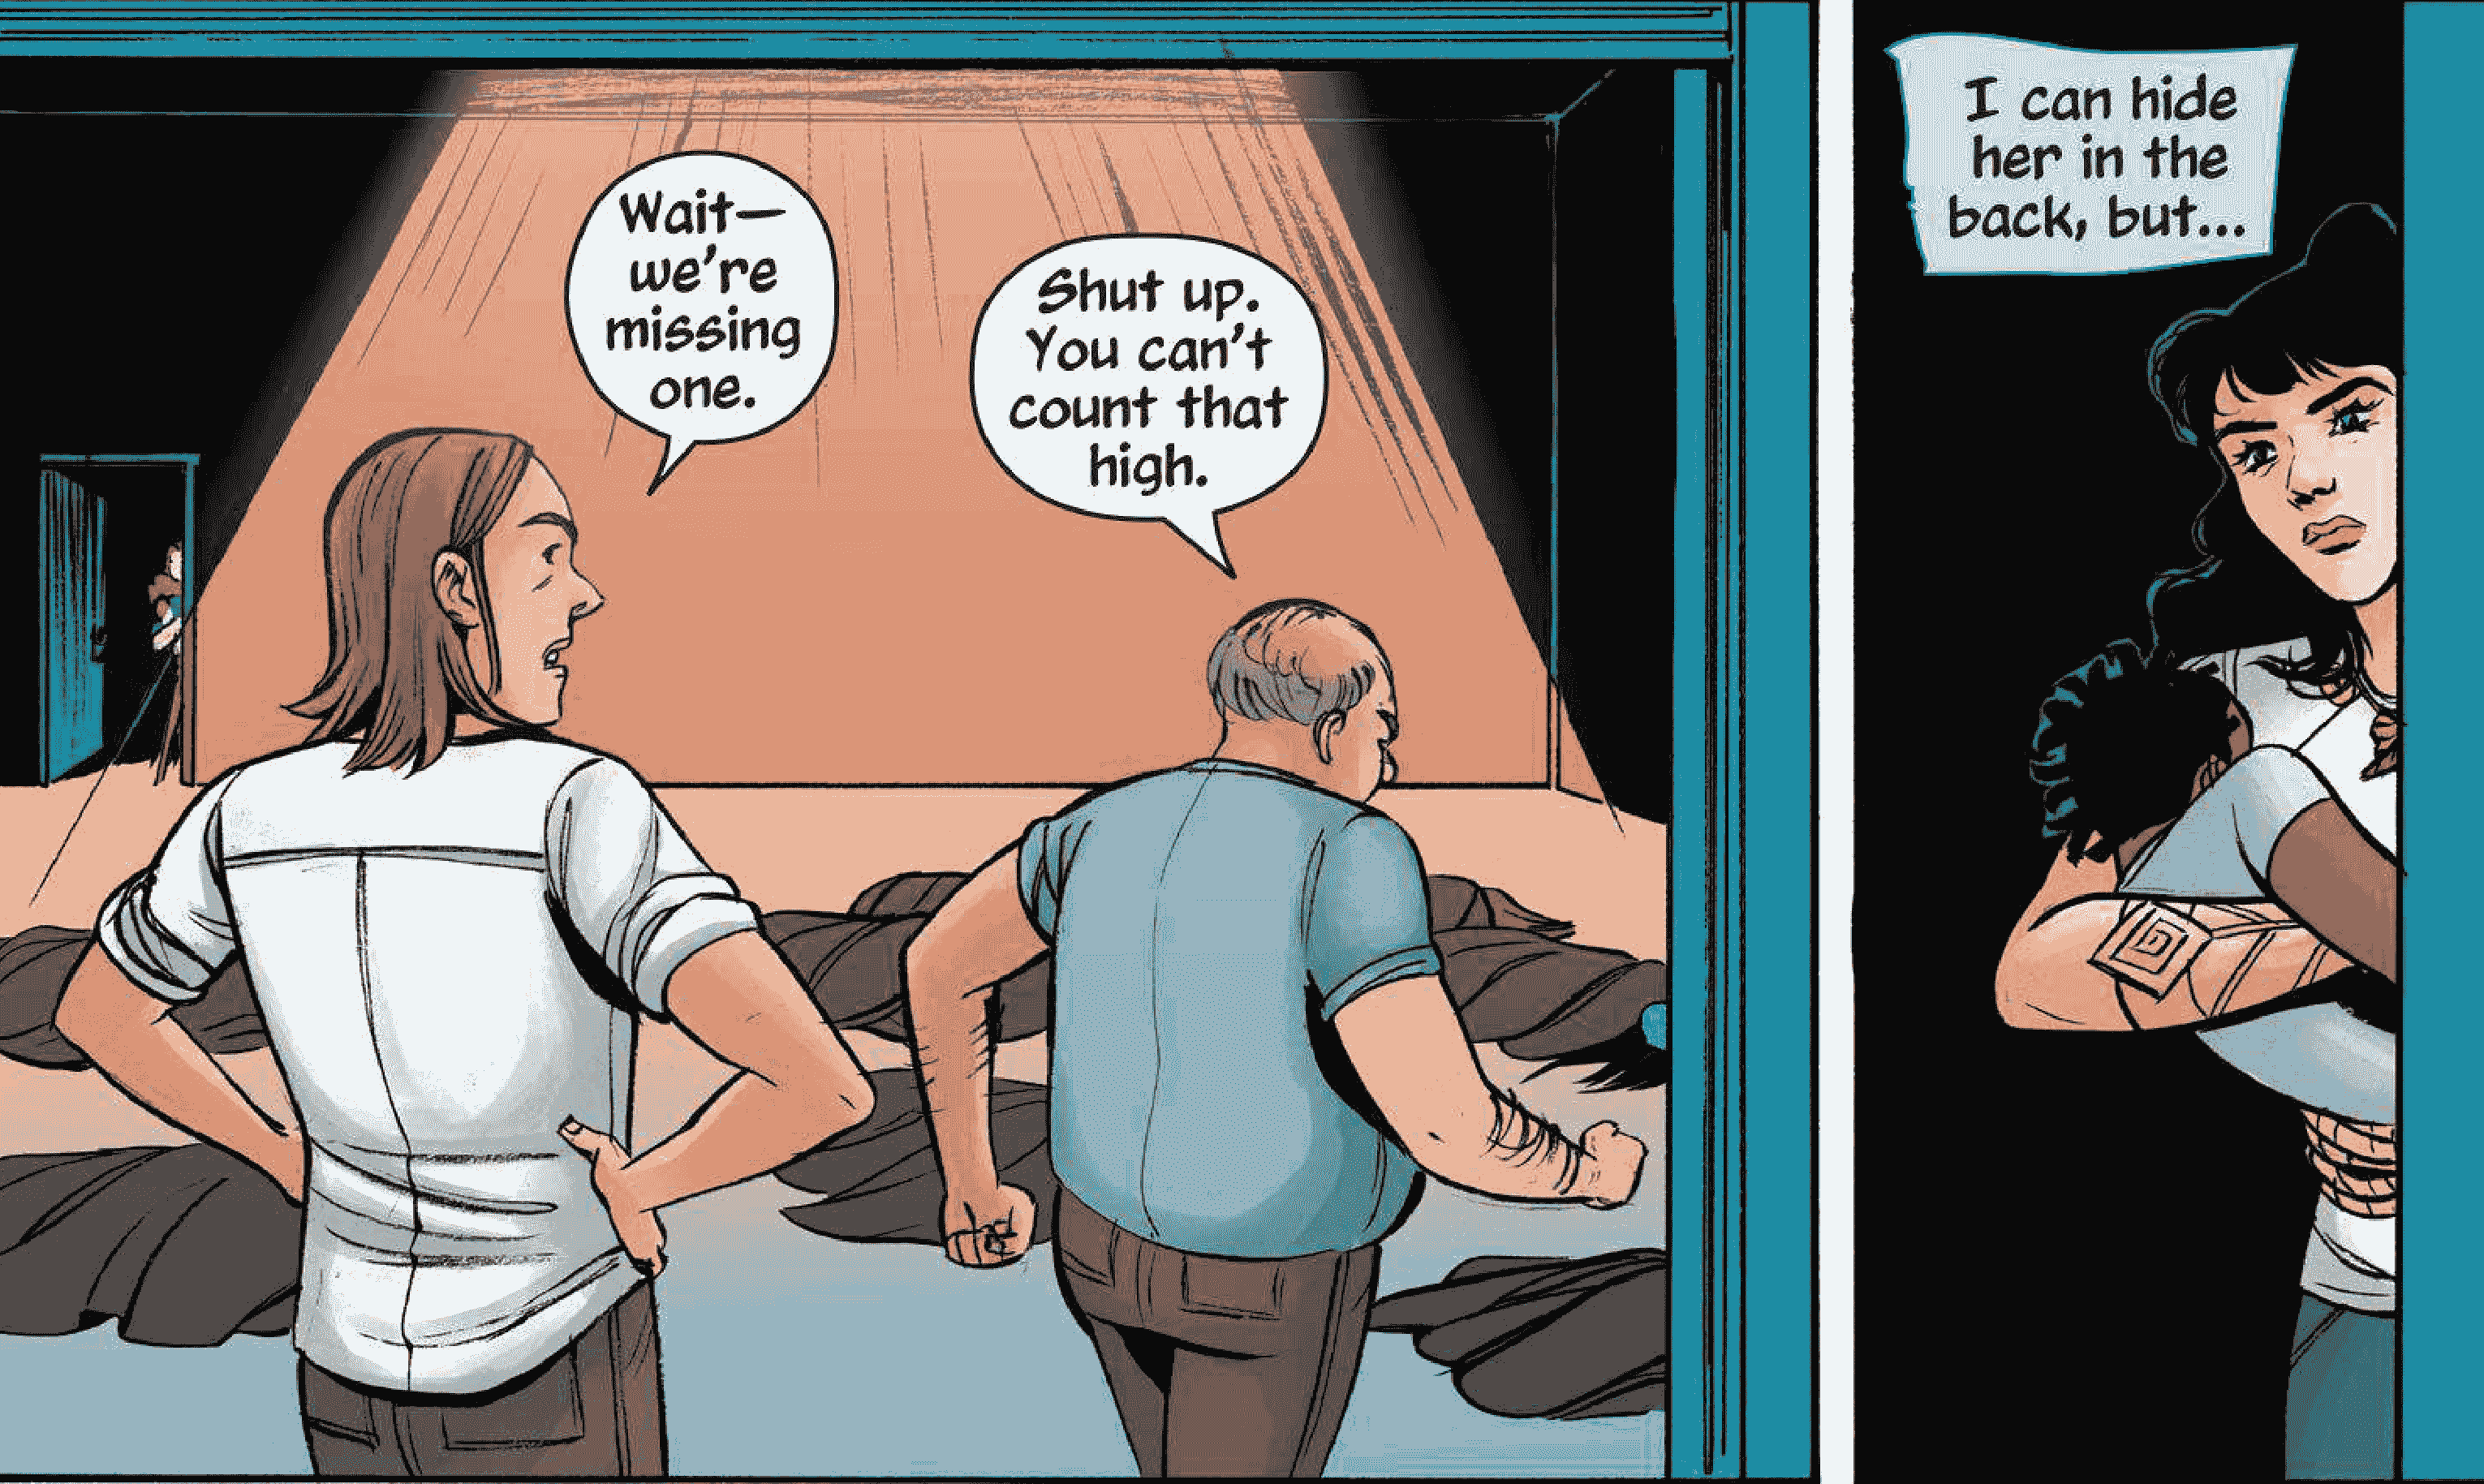 Wait—
we're
missing
one.
Shut up.
You can't
count that
high.
I can hide
her in the
back, but...